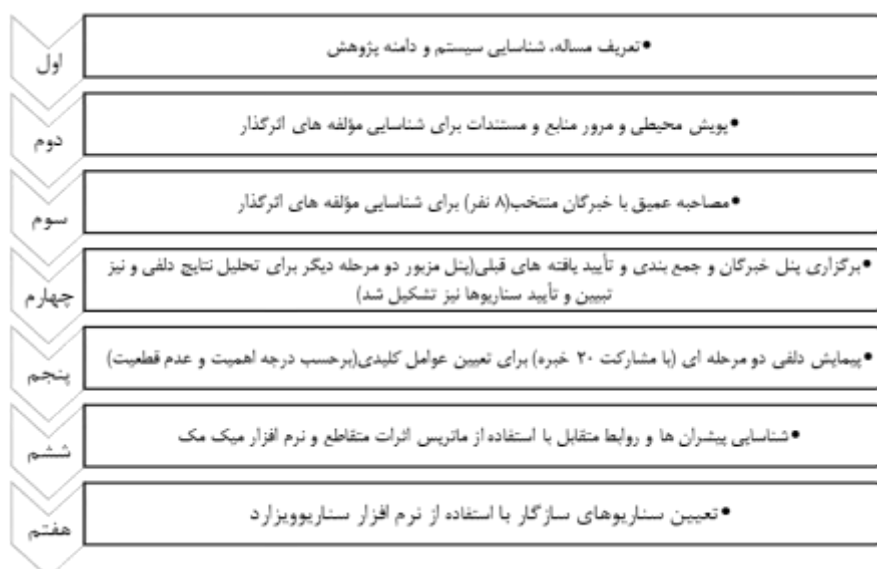 اول
•تعریف مساله، شناسایی سیستم و دامنه پژوهش
دوم
•پویش محیطی و مرور منابع و مستندات برای شناسایی مؤلفه های اثرگذار
سوم
•مصاحبه عمیق با خبرگان منتخب(۸ نفر) برای شناسایی مؤلفه های اثرگذار
چهارم
•برگزاری پنل خبرگان و جمع بندی و تأیید یافته های قبلی(پنل مزبور دو مرحله دیگر برای تحلیل نتایج دلفی و نیز
تبیین و تأیید سناریوها نیز تشکیل شد)
پنجم
•پیمایش دلفی دو مرحله ای (با مشارکت ۲۰ خبره) برای تعیین عوامل کلیدی(برحسب درجه اهمیت و عدم قطعیت)
ششم
•شناسایی پیشران ها و روابط متقابل با استفاده از ماتریس اثرات متقاطع و نرم افزار میک مک
هفتم
•تعیین سناریوهای سازگار با استفاده از نرم افزار سناریوویزارد